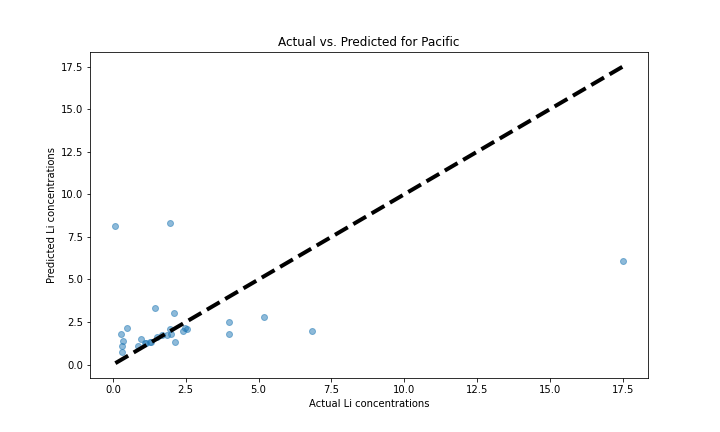 Actual vs. Predicted for Pacific
17.5
15.0
12.5
10.0
7.5
5.0
2.5
0.0
Predicted Li concentrations
0.0 2.5 5.0 7.5 10.0 12.5 15.0 17.5
Actual Li concentrations